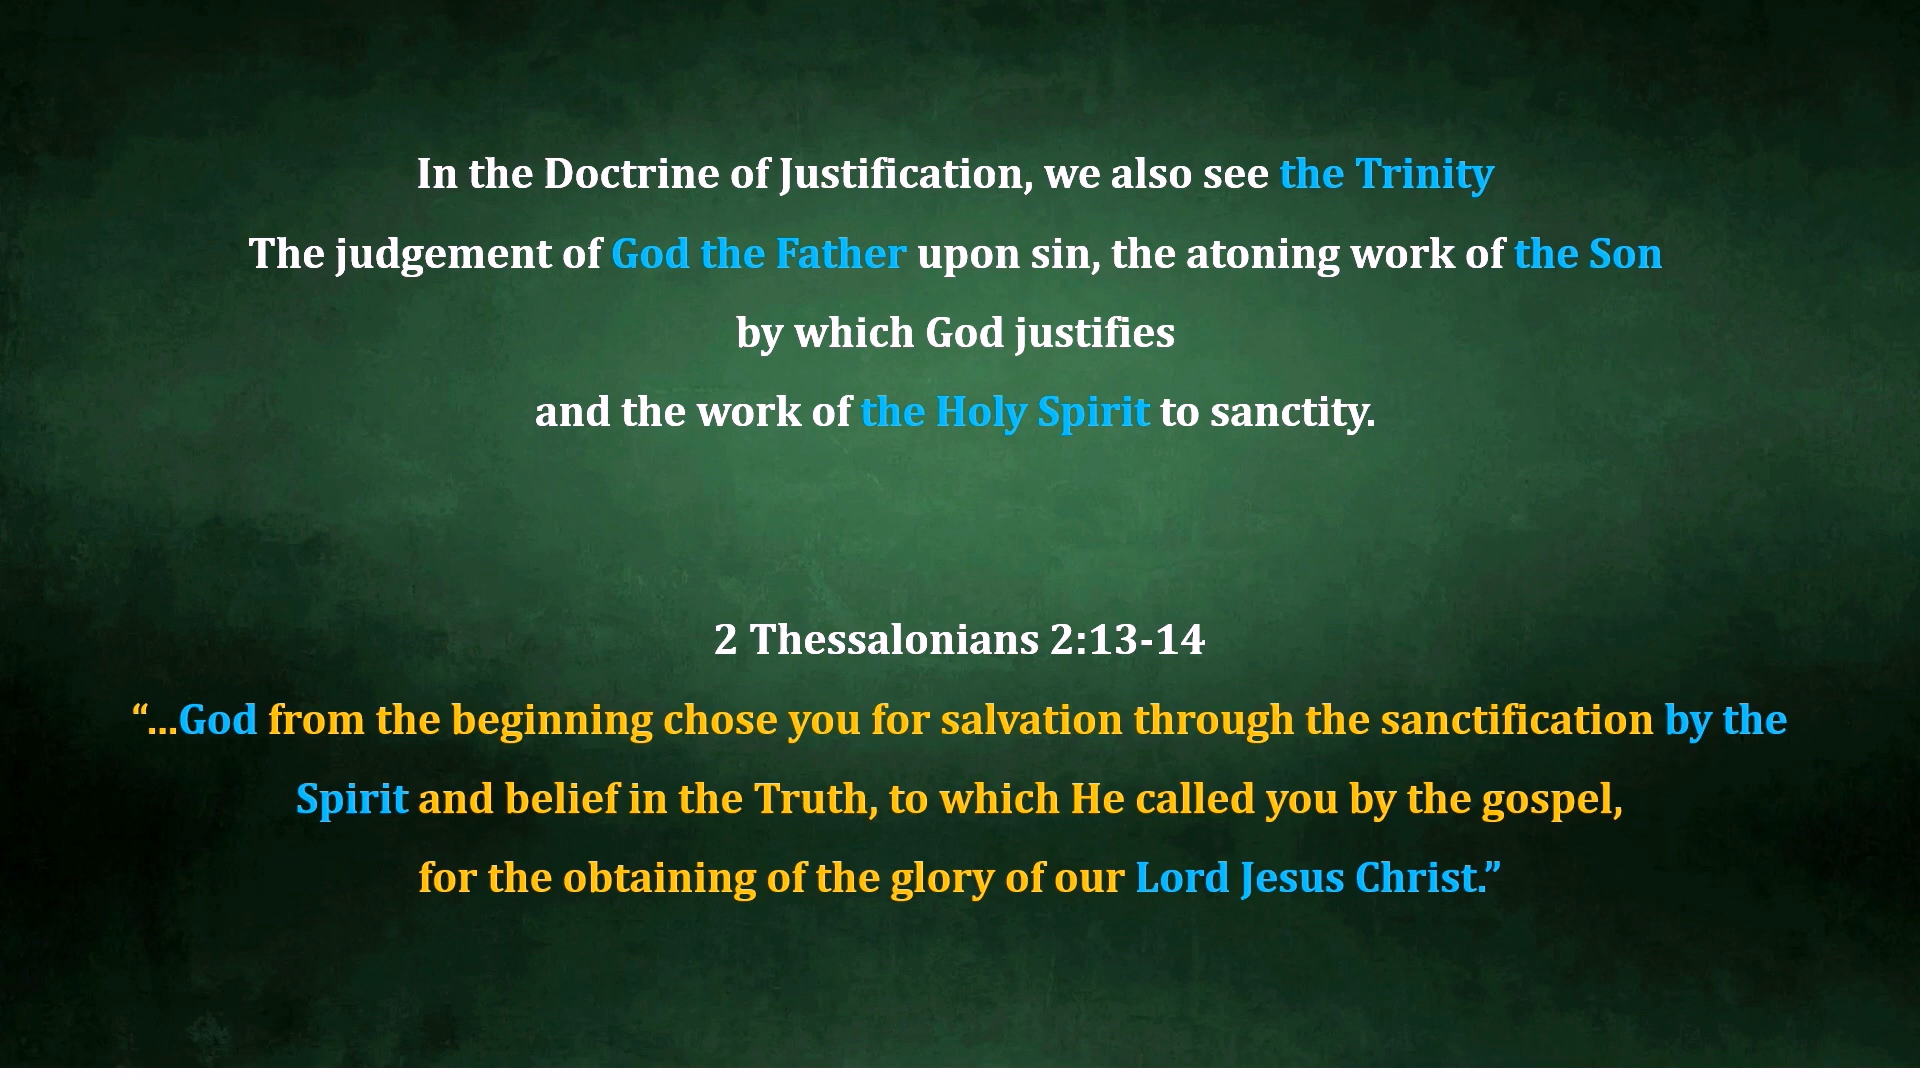 In the Doctrine of Justification, we also see the Trinity
The judgement of God the Father upon sin, the atoning work of the Son
by which God justifies
and the work of the Holy Spirit to sanctity.
2 Thessalonians 2:13-14
“...God from the beginning chose you for salvation through the sanctification by the
Spirit and belief in the Truth, to which He called you by the gospel,
for the obtaining of the glory of our Lord Jesus Christ.”